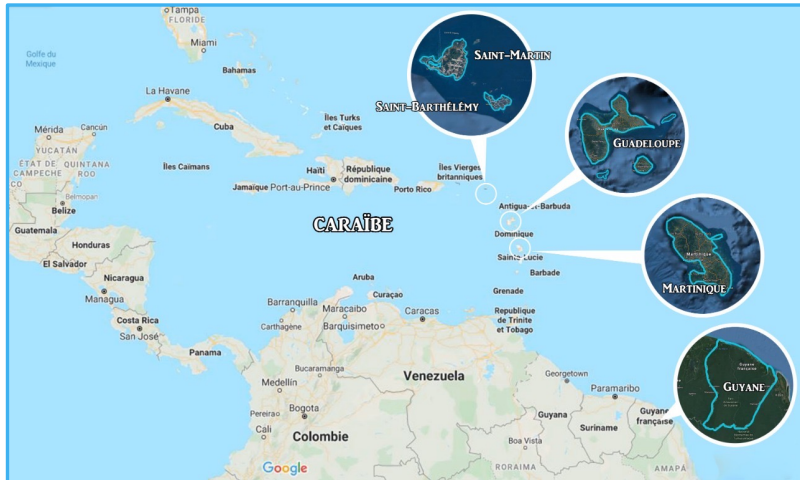 Tampa
FLORIDE
Miami
Golfe du
Mexique
Bahamas
La Havane
Cuba
Îles Turks
et Caïques
Mérida
Cancún
YUCATÁN
ÉTAT DE
CAMPECHE
QUINTANA
ROO
CO
Îles Caïmans
Haïti
République
dominicaine
Jamaïque
Port-au-Prince
Porto Rico
Îles Vierges
britanniques
Saint-Martin
Saint-Barthélémy
Guadeloupe
Antigua-et-Barbuda
Belmopan
Belize
CARAÏBE
Dominique
Guatemala
Honduras
Sainte-Lucie
Martinique
Martinique
El Salvador
Barbade
Nicaragua
Aruba
Managua
Curaçao
Grenade
Barranquilla
Maracaibo
Caracas
République
de Trinité
et Tobago
Costa Rica
San José
Carthagène
Barquisimeto
Panama
Bucaramanga
Venezuela
Georgetown
Guyane
française
Guyane
Medellín
Paramaribo
Pereira
Bogota
Guyana
Suriname
Guyane
française
Cali
Colombie
Boa Vista
Google
RORAIMA
AMAPÁ